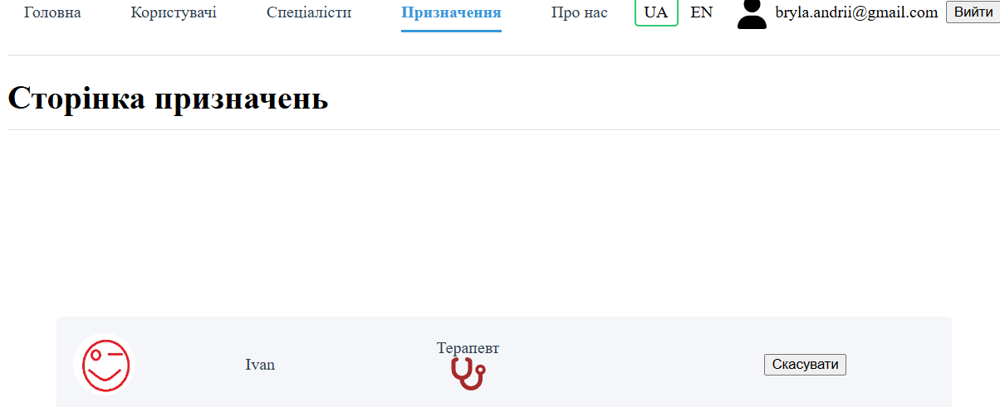 Головна Користувачі Спеціалісти Призначення Про нас UA EN bryla.andrii@gmail.com Вийти
Сторінка призначень
Ivan Терапевт Скасувати